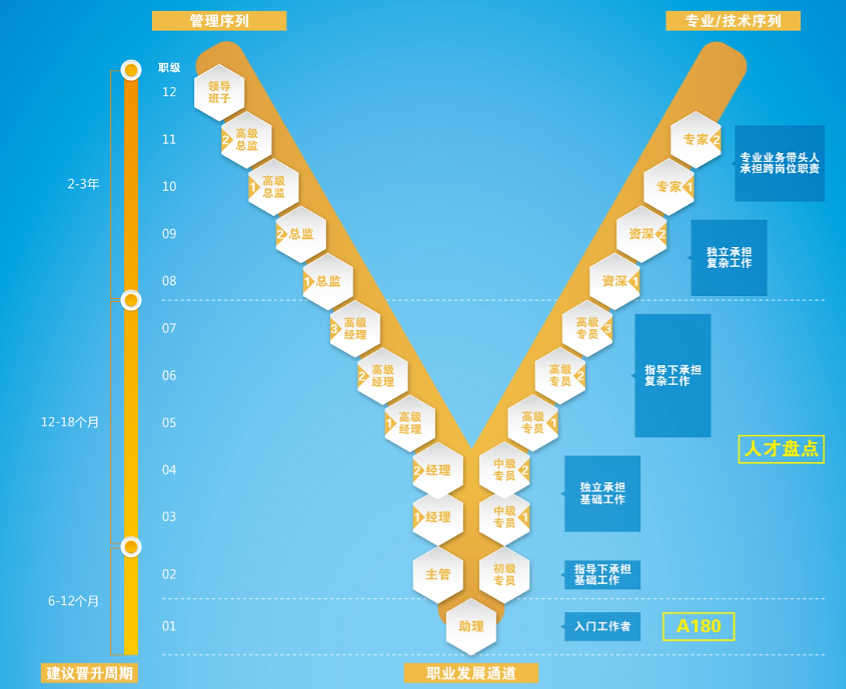 管理序列
专业/技术序列
职级
12
领导
班子
11
2
高级
总监
专家
2
专业业务带头人
承担跨岗位职责
2-3年
10
1
高级
总监
专家
1
09
2
总监
资深
2
独立承担
复杂工作
08
1
总监
资深
1
07
3
高级
经理
高级
专员
3
指导下承担
复杂工作
06
2
高级
经理
高级
专员
2
12-18个月
05
1
高级
经理
高级
专员
1
人才盘点
04
2
经理
中级
专员
2
独立承担
基础工作
03
1
经理
中级
专员
1
02
主管
初级
专员
指导下承担
基础工作
6-12个月
01
助理
入门工作者
A180
建议晋升周期
职业发展通道